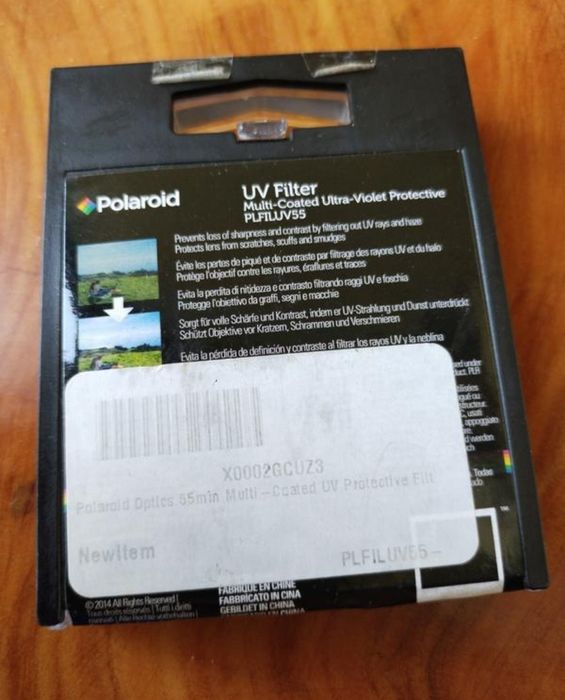 Polaroid
UV Filter
Multi-Coated Ultra-Violet Protective
PLFILUV55
Prevents loss of sharpness and contrast by filtering out UV rays and haze
Protects lens from scratches, scuffs and smudges
Évite les pertes de piqué et de contraste par filtrage des rayons UV et du halo
Protège l'objectif contre les rayures, éraflures et traces
Evita la perdita di nitidezza e contrasto filtrando raggi UV e foschia
Protegge l'obiettivo da graffi, segni e macchie
Sorgt für volle Schärfe und Kontrast, indem er UV-Strahlung und Dunst unterdrückt
Schützt Objektive vor Kratzern, Schrammen und Verschmieren
Evita la pérdida de definición y contraste al filtrar los rayos UV y la neblina
X0002GCUZ3
Polaroid Optics 55mm Multi-Coated UV Protective Filt
NewItem
PLFILUV55-
FABRIQUÉ EN CHINE
FABBRICATO IN CINA
GEBILDET IN CHINA
© 2014 All Rights Reserved |
Tous droits réservés | Tutti i diritti